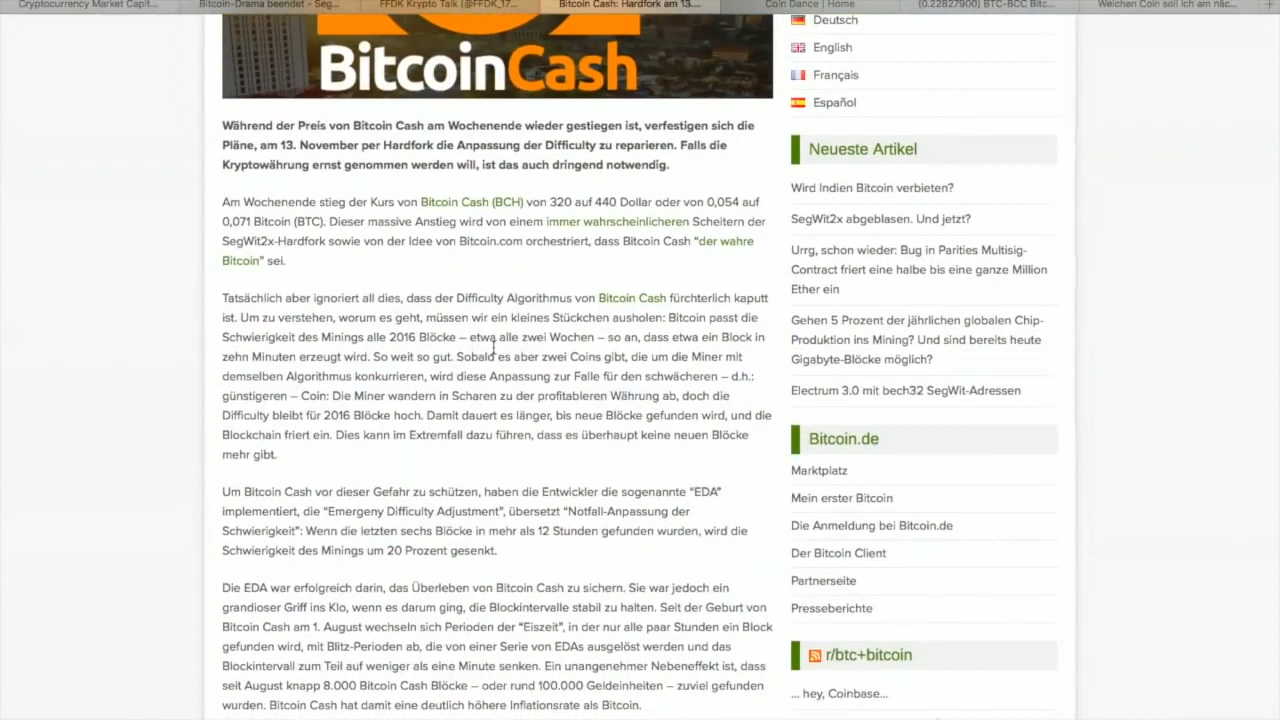 Cryptocurrency Market Capit...
Bitcoin-Drama beendet - Seg...
FFDK Krypto Talk (@FFDK_17...
Bitcoin Cash: Hardfork am 13....
Coin Dance | Home
(0.22827900) BTC-BCC Bitc...
Welchen Coin soll ich am näc...
BitcoinCash
Während der Preis von Bitcoin Cash am Wochenende wieder gestiegen ist, verfestigen sich die
Pläne, am 13. November per Hardfork die Anpassung der Difficulty zu reparieren. Falls die
Kryptowährung ernst genommen werden will, ist das auch dringend notwendig.
Am Wochenende stieg der Kurs von Bitcoin Cash (BCH) von 320 auf 440 Dollar oder von 0,054 auf
0,071 Bitcoin (BTC). Dieser massive Anstieg wird von einem immer wahrscheinlicheren Scheitern der
SegWit2x-Hardfork sowie von der Idee von Bitcoin.com orchestriert, dass Bitcoin Cash “der wahre
Bitcoin” sei.
Tatsächlich aber ignoriert all dies, dass der Difficulty Algorithmus von Bitcoin Cash fürchterlich kaputt
ist. Um zu verstehen, worum es geht, müssen wir ein kleines Stückchen ausholen: Bitcoin passt die
Schwierigkeit des Minings alle 2016 Blöcke – etwa alle zwei Wochen – so an, dass etwa ein Block in
zehn Minuten erzeugt wird. So weit so gut. Sobald es aber zwei Coins gibt, die um die Miner mit
demselben Algorithmus konkurrieren, wird diese Anpassung zur Falle für den schwächeren – d.h.:
günstigeren – Coin: Die Miner wandern in Scharen zu der profitableren Währung ab, doch die
Difficulty bleibt für 2016 Blöcke hoch. Damit dauert es länger, bis neue Blöcke gefunden wird, und die
Blockchain friert ein. Dies kann im Extremfall dazu führen, dass es überhaupt keine neuen Blöcke
mehr gibt.
Um Bitcoin Cash vor dieser Gefahr zu schützen, haben die Entwickler die sogenannte “EDA”
implementiert, die “Emergeny Difficulty Adjustment”, übersetzt “Notfall-Anpassung der
Schwierigkeit”: Wenn die letzten sechs Blöcke in mehr als 12 Stunden gefunden wurden, wird die
Schwierigkeit des Minings um 20 Prozent gesenkt.
Die EDA war erfolgreich darin, das Überleben von Bitcoin Cash zu sichern. Sie war jedoch ein
grandioser Griff ins Klo, wenn es darum ging, die Blockintervalle stabil zu halten. Seit der Geburt von
Bitcoin Cash am 1. August wechseln sich Perioden der “Eiszeit”, in der nur alle paar Stunden ein Block
gefunden wird, mit Blitz-Perioden ab, die von einer Serie von EDAs ausgelöst werden und das
Blockintervall zum Teil auf weniger als eine Minute senken. Ein unangenehmer Nebeneffekt ist, dass
seit August knapp 8.000 Bitcoin Cash Blöcke – oder rund 100.000 Geldeinheiten – zuviel gefunden
wurden. Bitcoin Cash hat damit eine deutlich höhere Inflationsrate als Bitcoin.
Deutsch
English
Français
Español
Neueste Artikel
Wird Indien Bitcoin verbieten?
SegWit2x abgeblasen. Und jetzt?
Urrg, schon wieder: Bug in Parities Multisig-
Contract friert eine halbe bis eine ganze Million
Ether ein
Gehen 5 Prozent der jährlichen globalen Chip-
Produktion ins Mining? Und sind bereits heute
Gigabyte-Blöcke möglich?
Electrum 3.0 mit bech32 SegWit-Adressen
Bitcoin.de
Marktplatz
Mein erster Bitcoin
Die Anmeldung bei Bitcoin.de
Der Bitcoin Client
Partnerseite
Presseberichte
r/btc+bitcoin
... hey, Coinbase...